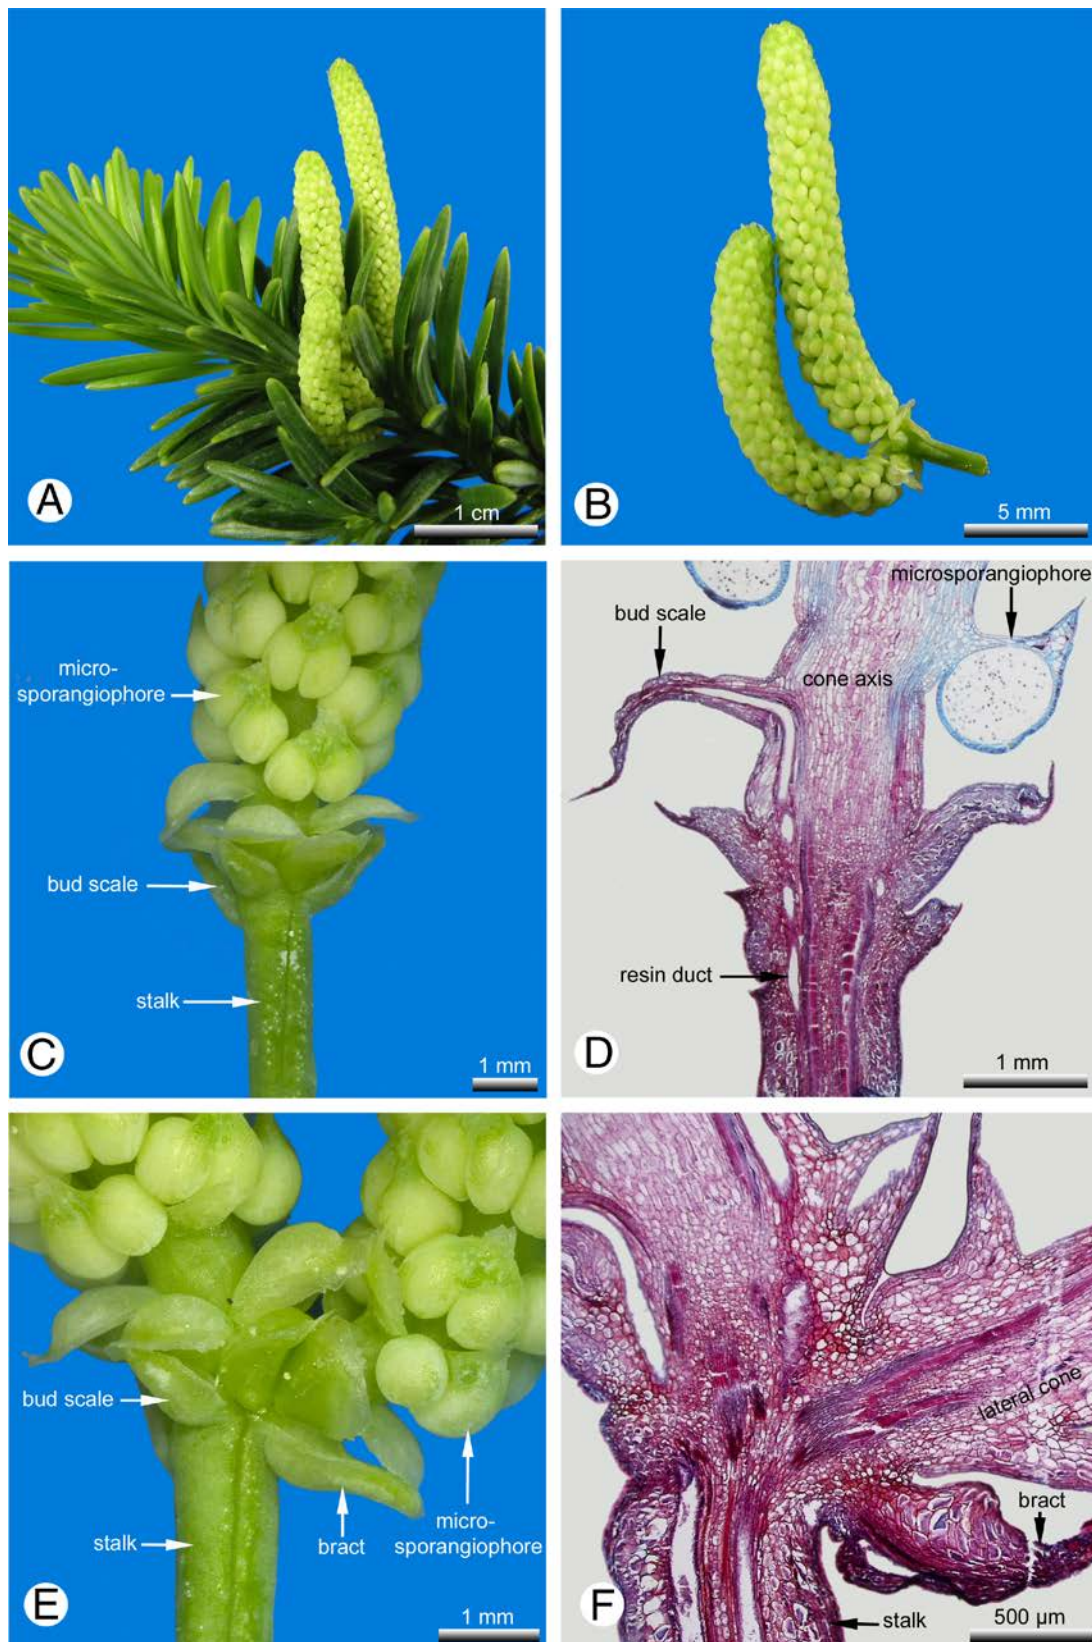 A
1 cm
B
5 mm
micro-
sporangiophore
bud scale
stalk
C
1 mm
microsporangiophore
bud scale
cone axis
resin duct
D
1 mm
bud scale
stalk
bract
micro-
sporangiophore
E
1 mm
lateral cone
bract
stalk
F
500 µm